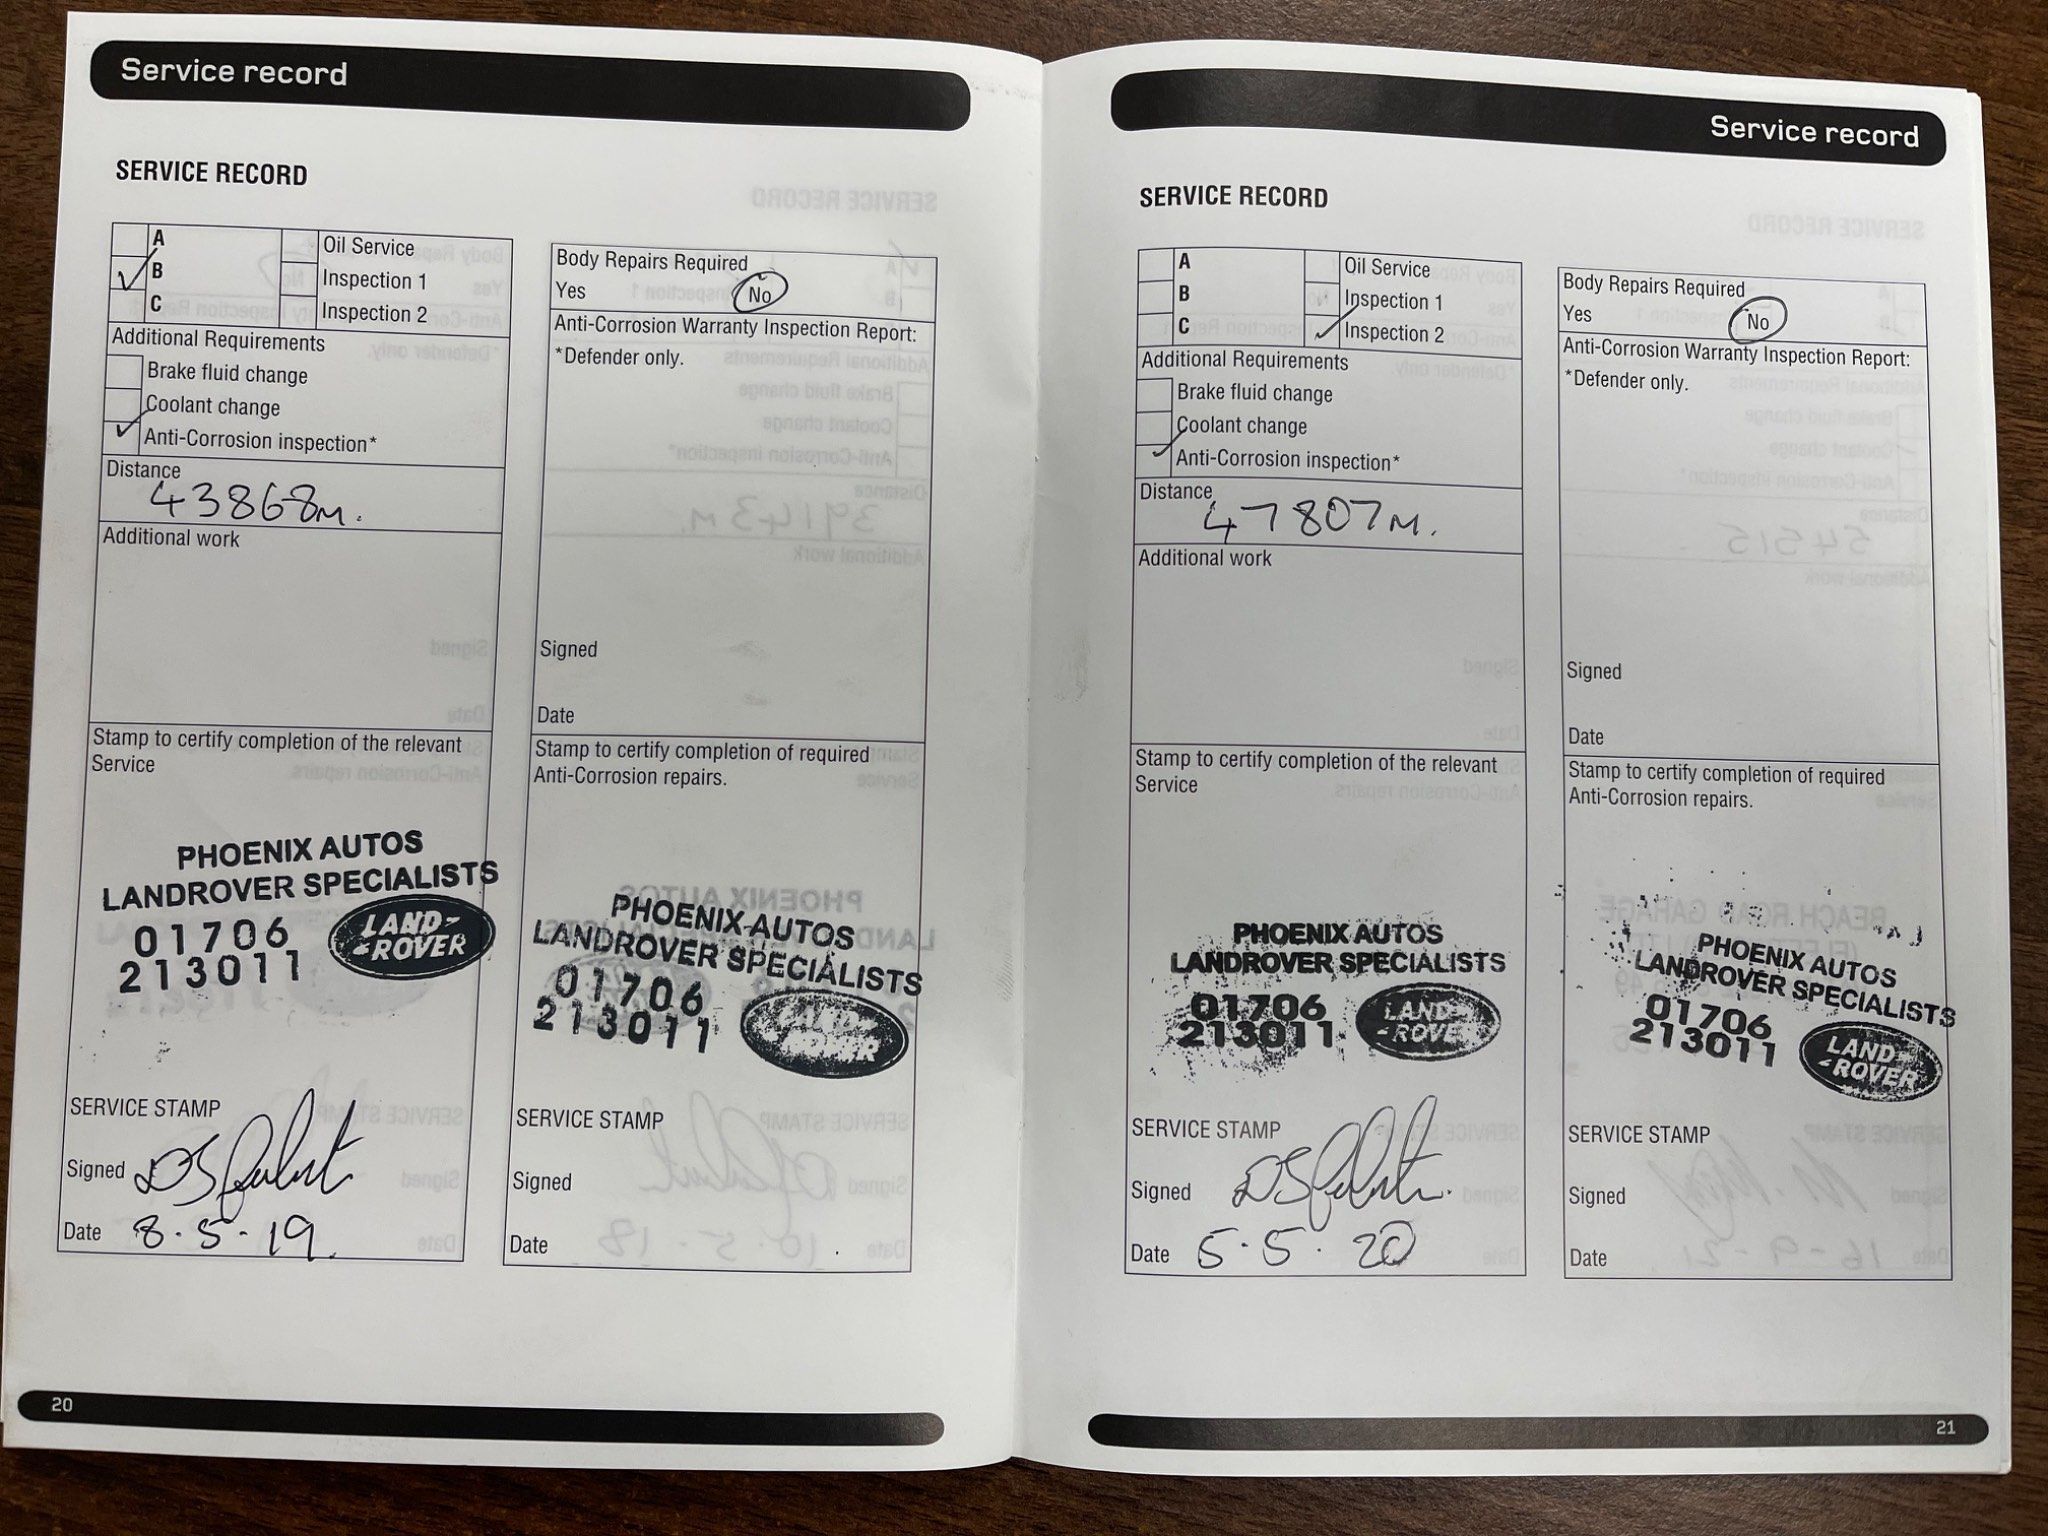 Service record
SERVICE RECORD
A
B
C
Oil Service
Inspection 1
Inspection 2
Additional Requirements
Brake fluid change
Coolant change
Anti-Corrosion inspection*
Distance
43868m.
Additional work
Stamp to certify completion of the relevant
Service
PHOENIX AUTOS
LANDROVER SPECIALISTS
01706
213011
LAND-
-ROVER
SERVICE STAMP
Signed
Date 8.5.19.
Body Repairs Required
Yes No
Anti-Corrosion Warranty Inspection Report:
*Defender only.
Signed
Date
Stamp to certify completion of required
Anti-Corrosion repairs.
PHOENIX AUTOS
LANDROVER SPECIALISTS
01706
213011
LAND-
-ROVER
SERVICE STAMP
Signed
Date
20
Service record
SERVICE RECORD
A
B
C
Oil Service
Inspection 1
Inspection 2
Additional Requirements
Brake fluid change
Coolant change
Anti-Corrosion inspection*
Distance
47807m.
Additional work
Stamp to certify completion of the relevant
Service
PHOENIX AUTOS
LANDROVER SPECIALISTS
01706
213011
LAND-
-ROVER
SERVICE STAMP
Signed
Date 5.5.20
Body Repairs Required
Yes No
Anti-Corrosion Warranty Inspection Report:
*Defender only.
Signed
Date
Stamp to certify completion of required
Anti-Corrosion repairs.
PHOENIX AUTOS
LANDROVER SPECIALISTS
01706
213011
LAND-
-ROVER
SERVICE STAMP
Signed
Date
21